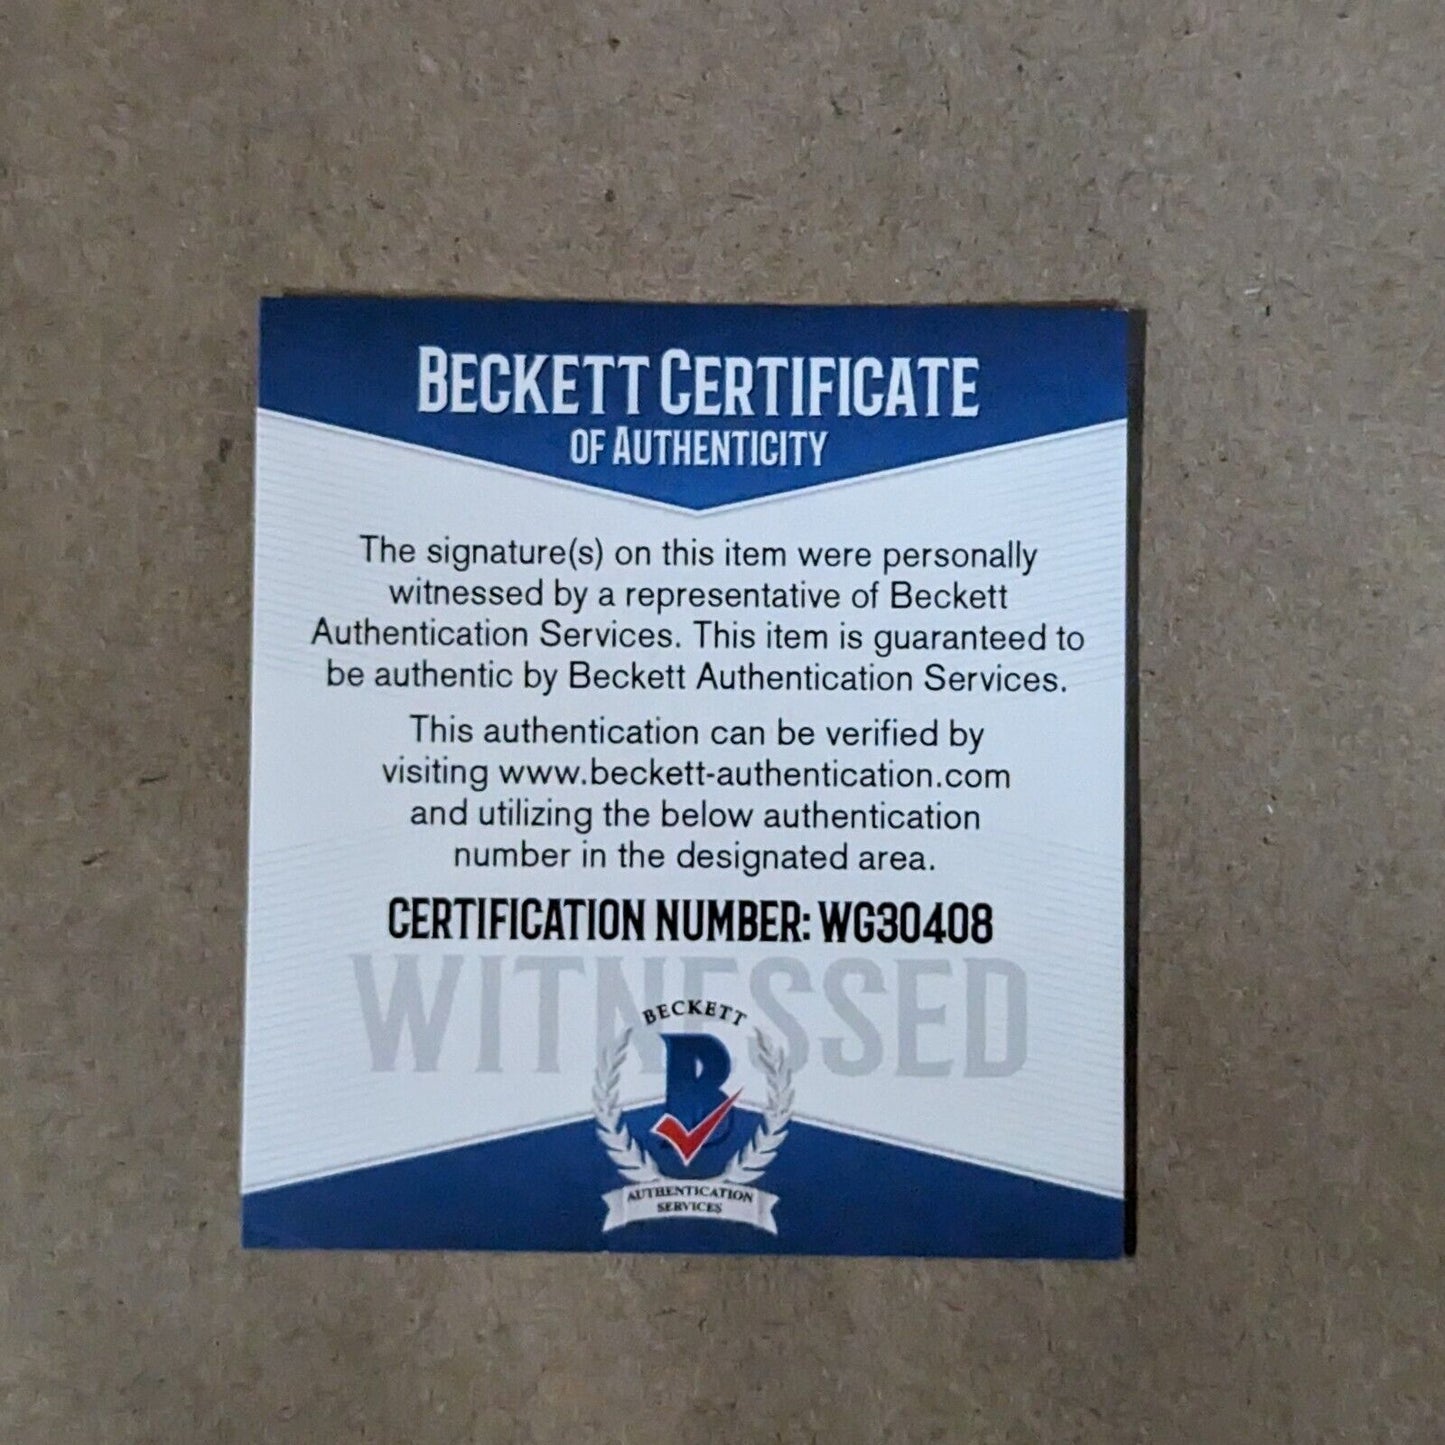 BECKETT CERTIFICATE
OF AUTHENTICITY
The signature(s) on this item were personally
witnessed by a representative of Beckett
Authentication Services. This item is guaranteed to
be authentic by Beckett Authentication Services.
This authentication can be verified by
visiting www.beckett-authentication.com
and utilizing the below authentication
number in the designated area.
CERTIFICATION NUMBER: WG30408
WITNESSED
BECKETT
B
AUTHENTICATION
SERVICES